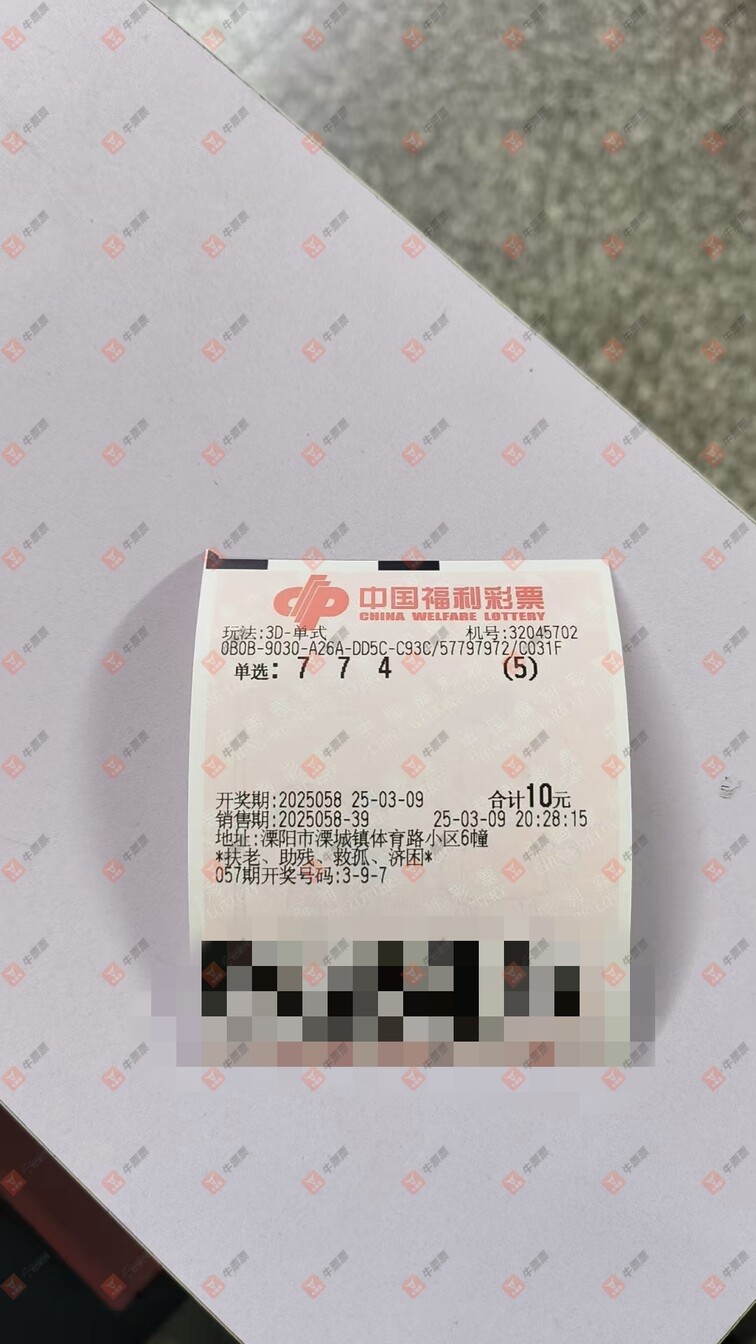 中国福利彩票
CHINA WELFARE LOTTERY
玩法:3D-单式 机号:32045702
0B0B-9030-A26A-DD5C-C93C/57797972/C031F
单选: 7 7 4 (5)
开奖期:2025058 25-03-09 合计10元
销售期:2025058-39 25-03-09 20:28:15
地址:溧阳市溧城镇体育路小区6幢
*扶老、助残、救孤、济困*
057期开奖号码:3-9-7
牛票票